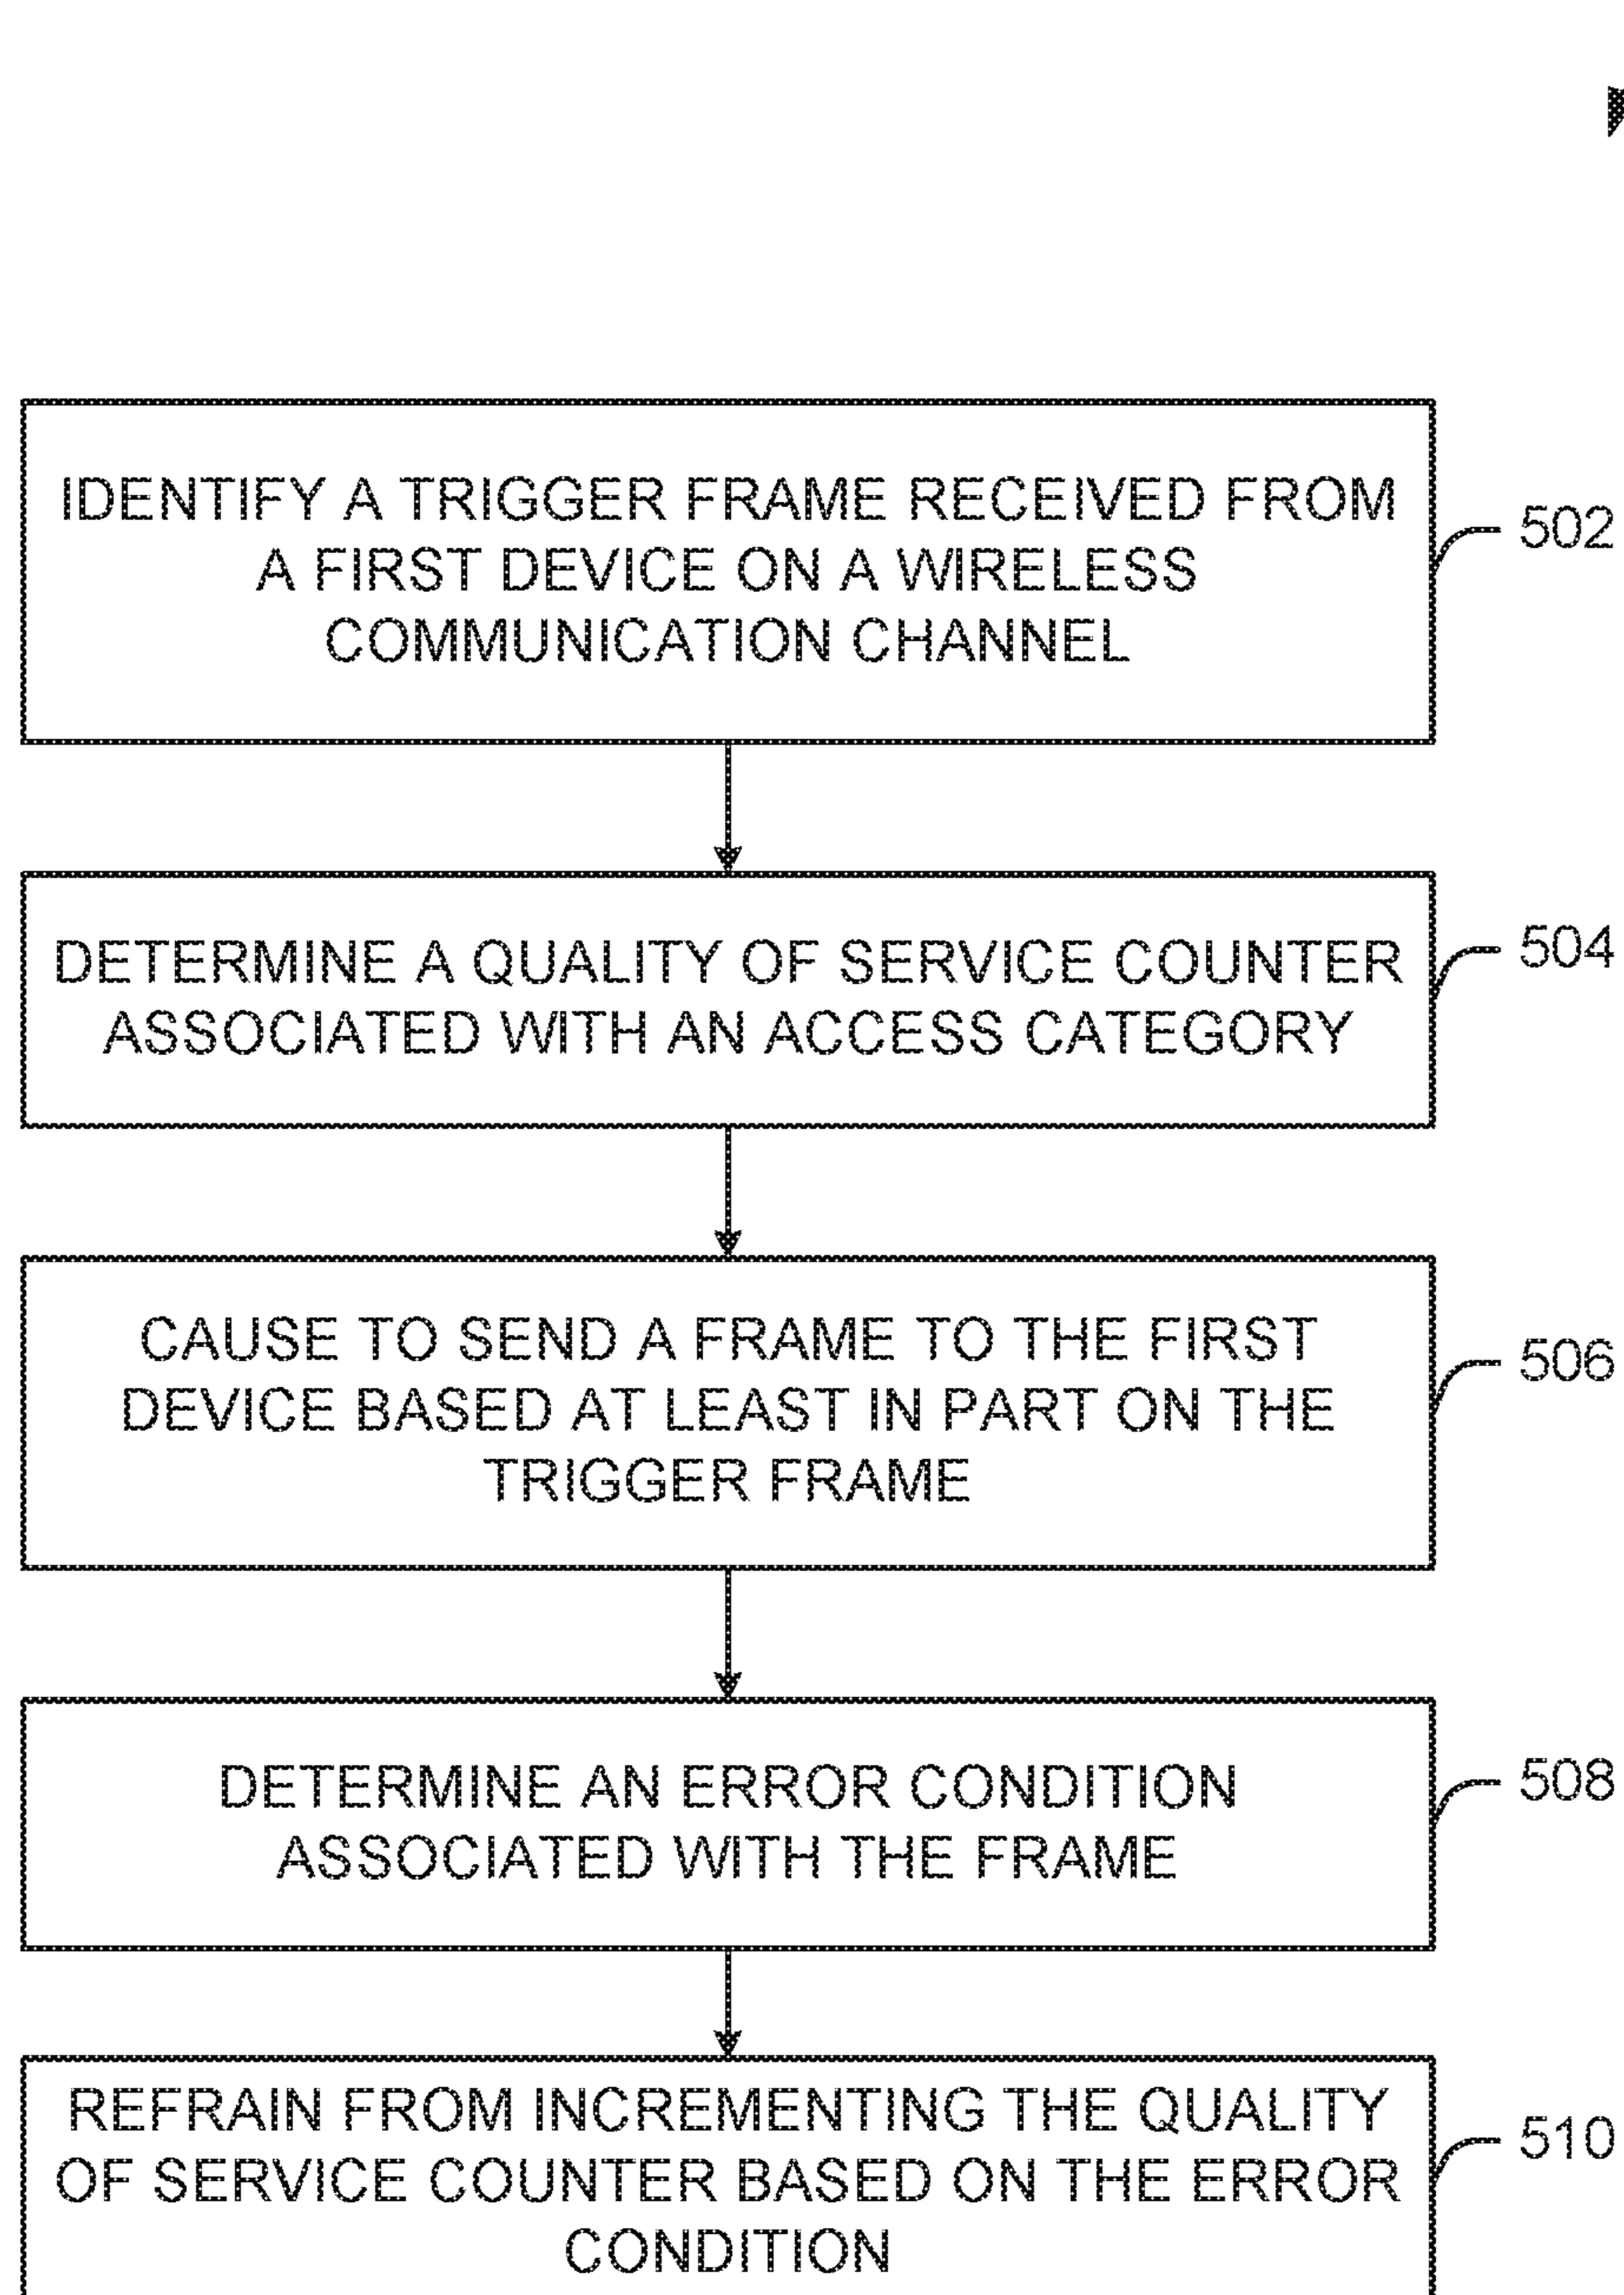 IDENTIFY A TRIGGER FRAME RECEIVED FROM
A FIRST DEVICE ON A WIRELESS
COMMUNICATION CHANNEL
502
DETERMINE A QUALITY OF SERVICE COUNTER
ASSOCIATED WITH AN ACCESS CATEGORY
504
CAUSE TO SEND A FRAME TO THE FIRST
DEVICE BASED AT LEAST IN PART ON THE
TRIGGER FRAME
506
DETERMINE AN ERROR CONDITION
ASSOCIATED WITH THE FRAME
508
REFRAIN FROM INCREMENTING THE QUALITY
OF SERVICE COUNTER BASED ON THE ERROR
CONDITION
510